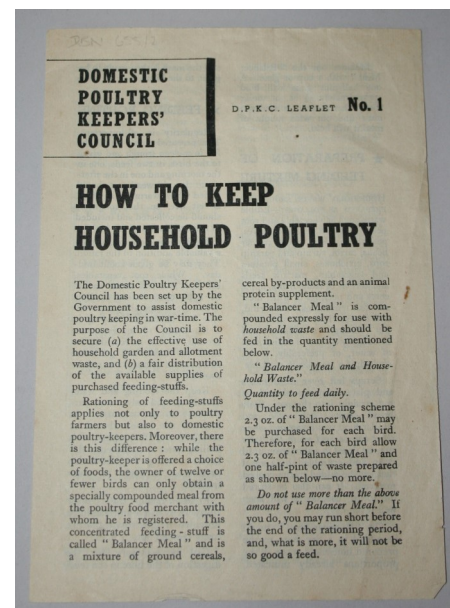 DOMESTIC
POULTRY
KEEPERS'
COUNCIL
D.P.K.C. LEAFLET No. 1
HOW TO KEEP
HOUSEHOLD POULTRY
The Domestic Poultry Keepers'
Council has been set up by the
Government to assist domestic
poultry keeping in war-time. The
purpose of the Council is to
secure (a) the effective use of
household garden and allotment
waste, and (b) a fair distribution
of the available supplies of
purchased feeding-stuffs.
Rationing of feeding-stuffs
applies not only to poultry
farmers but also to domestic
poultry-keepers. Moreover, there
is this difference : while the
poultry-keeper is offered a choice
of foods, the owner of twelve or
fewer birds can only obtain a
specially compounded meal from
the poultry food merchant with
whom he is registered. This
concentrated feeding - stuff is
called " Balancer Meal " and is
a mixture of ground cereals,
cereal by-products and an animal
protein supplement.
" Balancer Meal " is com-
pounded expressly for use with
household waste and should be
fed in the quantity mentioned
below.
" Balancer Meal and House-
hold Waste."
Quantity to feed daily.
Under the rationing scheme
2.3 oz. of " Balancer Meal " may
be purchased for each bird.
Therefore, for each bird allow
2.3 oz. of " Balancer Meal " and
one half-pint of waste prepared
as shown below—no more.
Do not use more than the above
amount of " Balancer Meal." If
you do, you may run short before
the end of the rationing period,
and, what is more, it will not be
so good a feed.